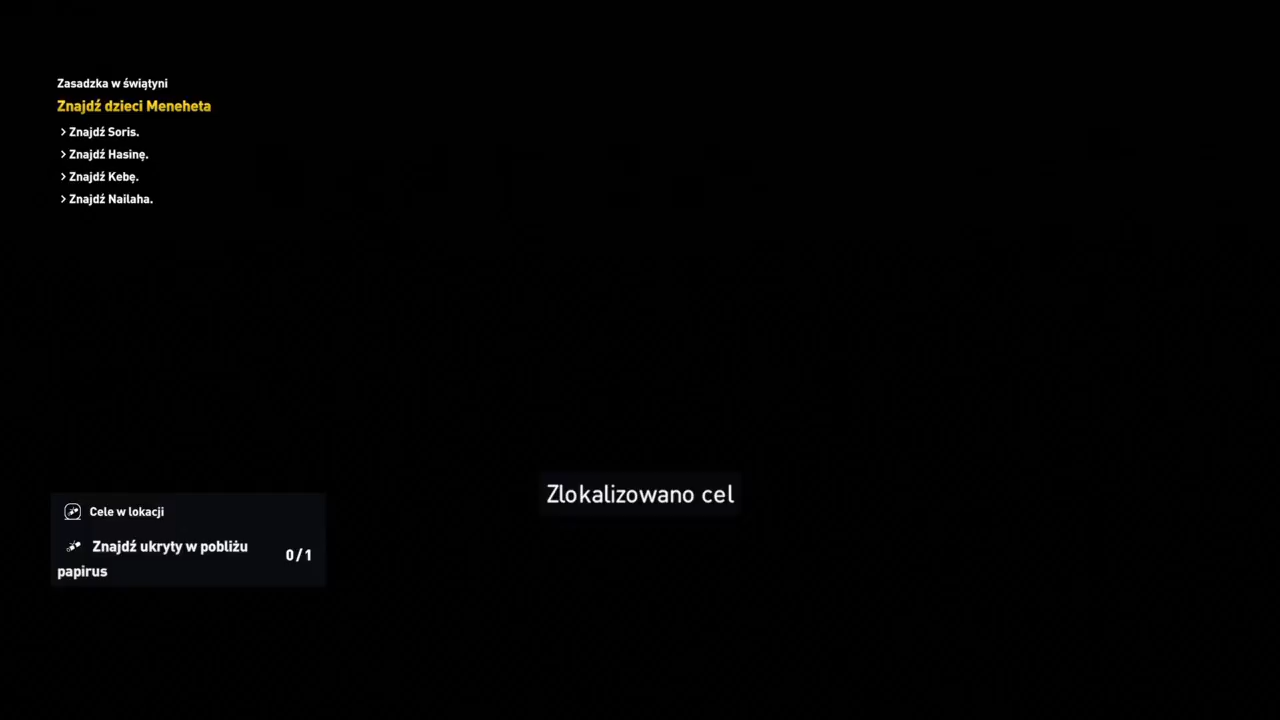 Zasadzka w świątyni
Znajdź dzieci Meneheta
> Znajdź Soris.
> Znajdź Hasinę.
> Znajdź Kebę.
> Znajdź Nailaha.
Zlokalizowano cel
Cele w lokacji
Znajdź ukryty w pobliżu
papirus
0/1